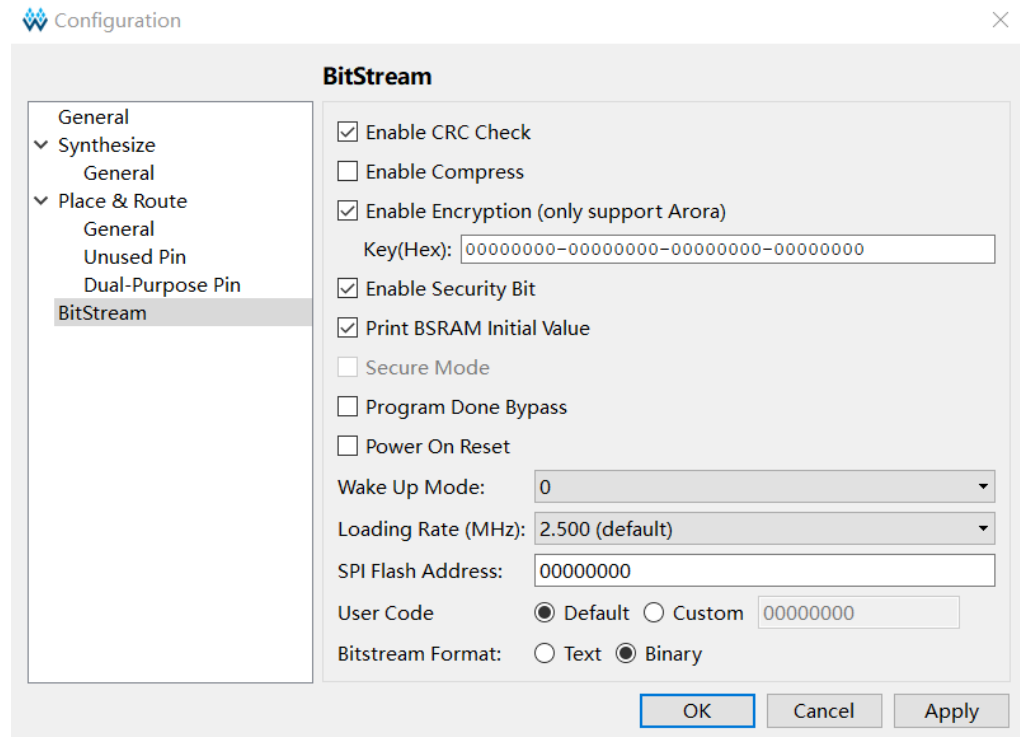 Configuration
BitStream
General
Synthesize
General
Place & Route
General
Unused Pin
Dual-Purpose Pin
BitStream
Enable CRC Check
Enable Compress
Enable Encryption (only support Arora)
Key(Hex): 00000000-00000000-00000000-00000000
Enable Security Bit
Print BSRAM Initial Value
Secure Mode
Program Done Bypass
Power On Reset
Wake Up Mode: 0
Loading Rate (MHz): 2.500 (default)
SPI Flash Address: 00000000
User Code Default Custom 00000000
Bitstream Format: Text Binary
OK Cancel Apply